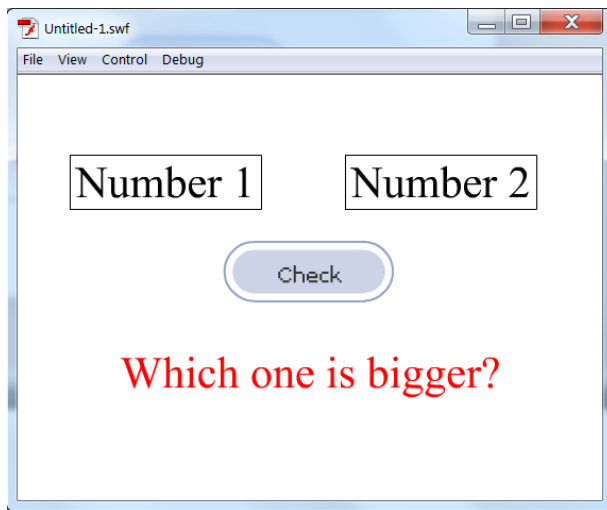 Untitled-1.swf
File View Control Debug
Number 1 Number 2
Check
Which one is bigger?